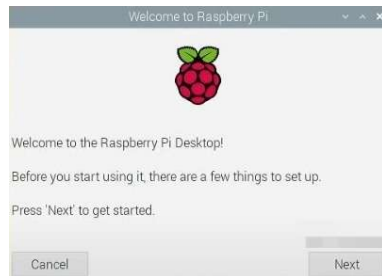 Welcome to Raspberry Pi
Welcome to the Raspberry Pi Desktop!
Before you start using it, there are a few things to set up.
Press 'Next' to get started.
Cancel
Next